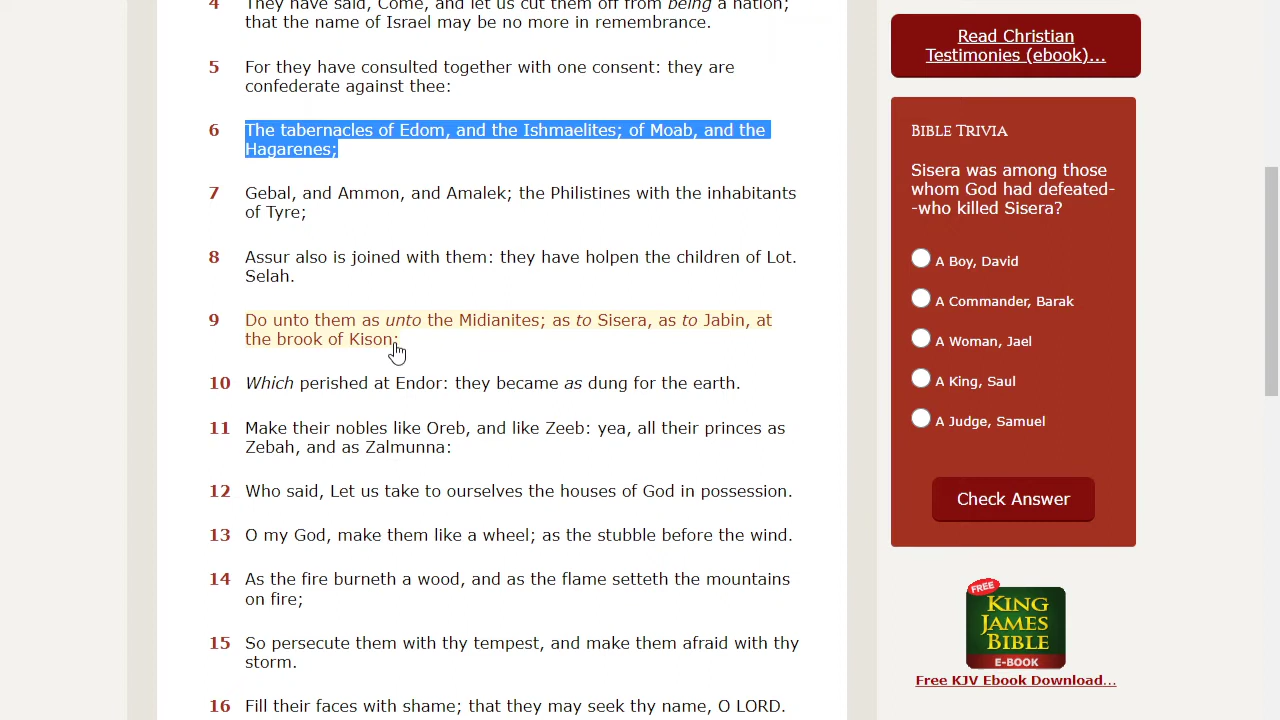 4 They have said, Come, and let us cut them off from being a nation;
that the name of Israel may be no more in remembrance.
5 For they have consulted together with one consent: they are
confederate against thee:
6 The tabernacles of Edom, and the Ishmaelites; of Moab, and the
Hagarenes;
7 Gebal, and Ammon, and Amalek; the Philistines with the inhabitants
of Tyre;
8 Assur also is joined with them: they have holpen the children of Lot.
Selah.
9 Do unto them as unto the Midianites; as to Sisera, as to Jabin, at
the brook of Kison:
10 Which perished at Endor: they became as dung for the earth.
11 Make their nobles like Oreb, and like Zeeb: yea, all their princes as
Zebah, and as Zalmunna:
12 Who said, Let us take to ourselves the houses of God in possession.
13 O my God, make them like a wheel; as the stubble before the wind.
14 As the fire burneth a wood, and as the flame setteth the mountains
on fire;
15 So persecute them with thy tempest, and make them afraid with thy
storm.
16 Fill their faces with shame; that they may seek thy name, O LORD.
Read Christian
Testimonies (ebook)...
BIBLE TRIVIA
Sisera was among those
whom God had defeated-
-who killed Sisera?
A Boy, David
A Commander, Barak
A Woman, Jael
A King, Saul
A Judge, Samuel
Check Answer
FREE
KING
JAMES
BIBLE
E-BOOK
Free KJV Ebook Download...